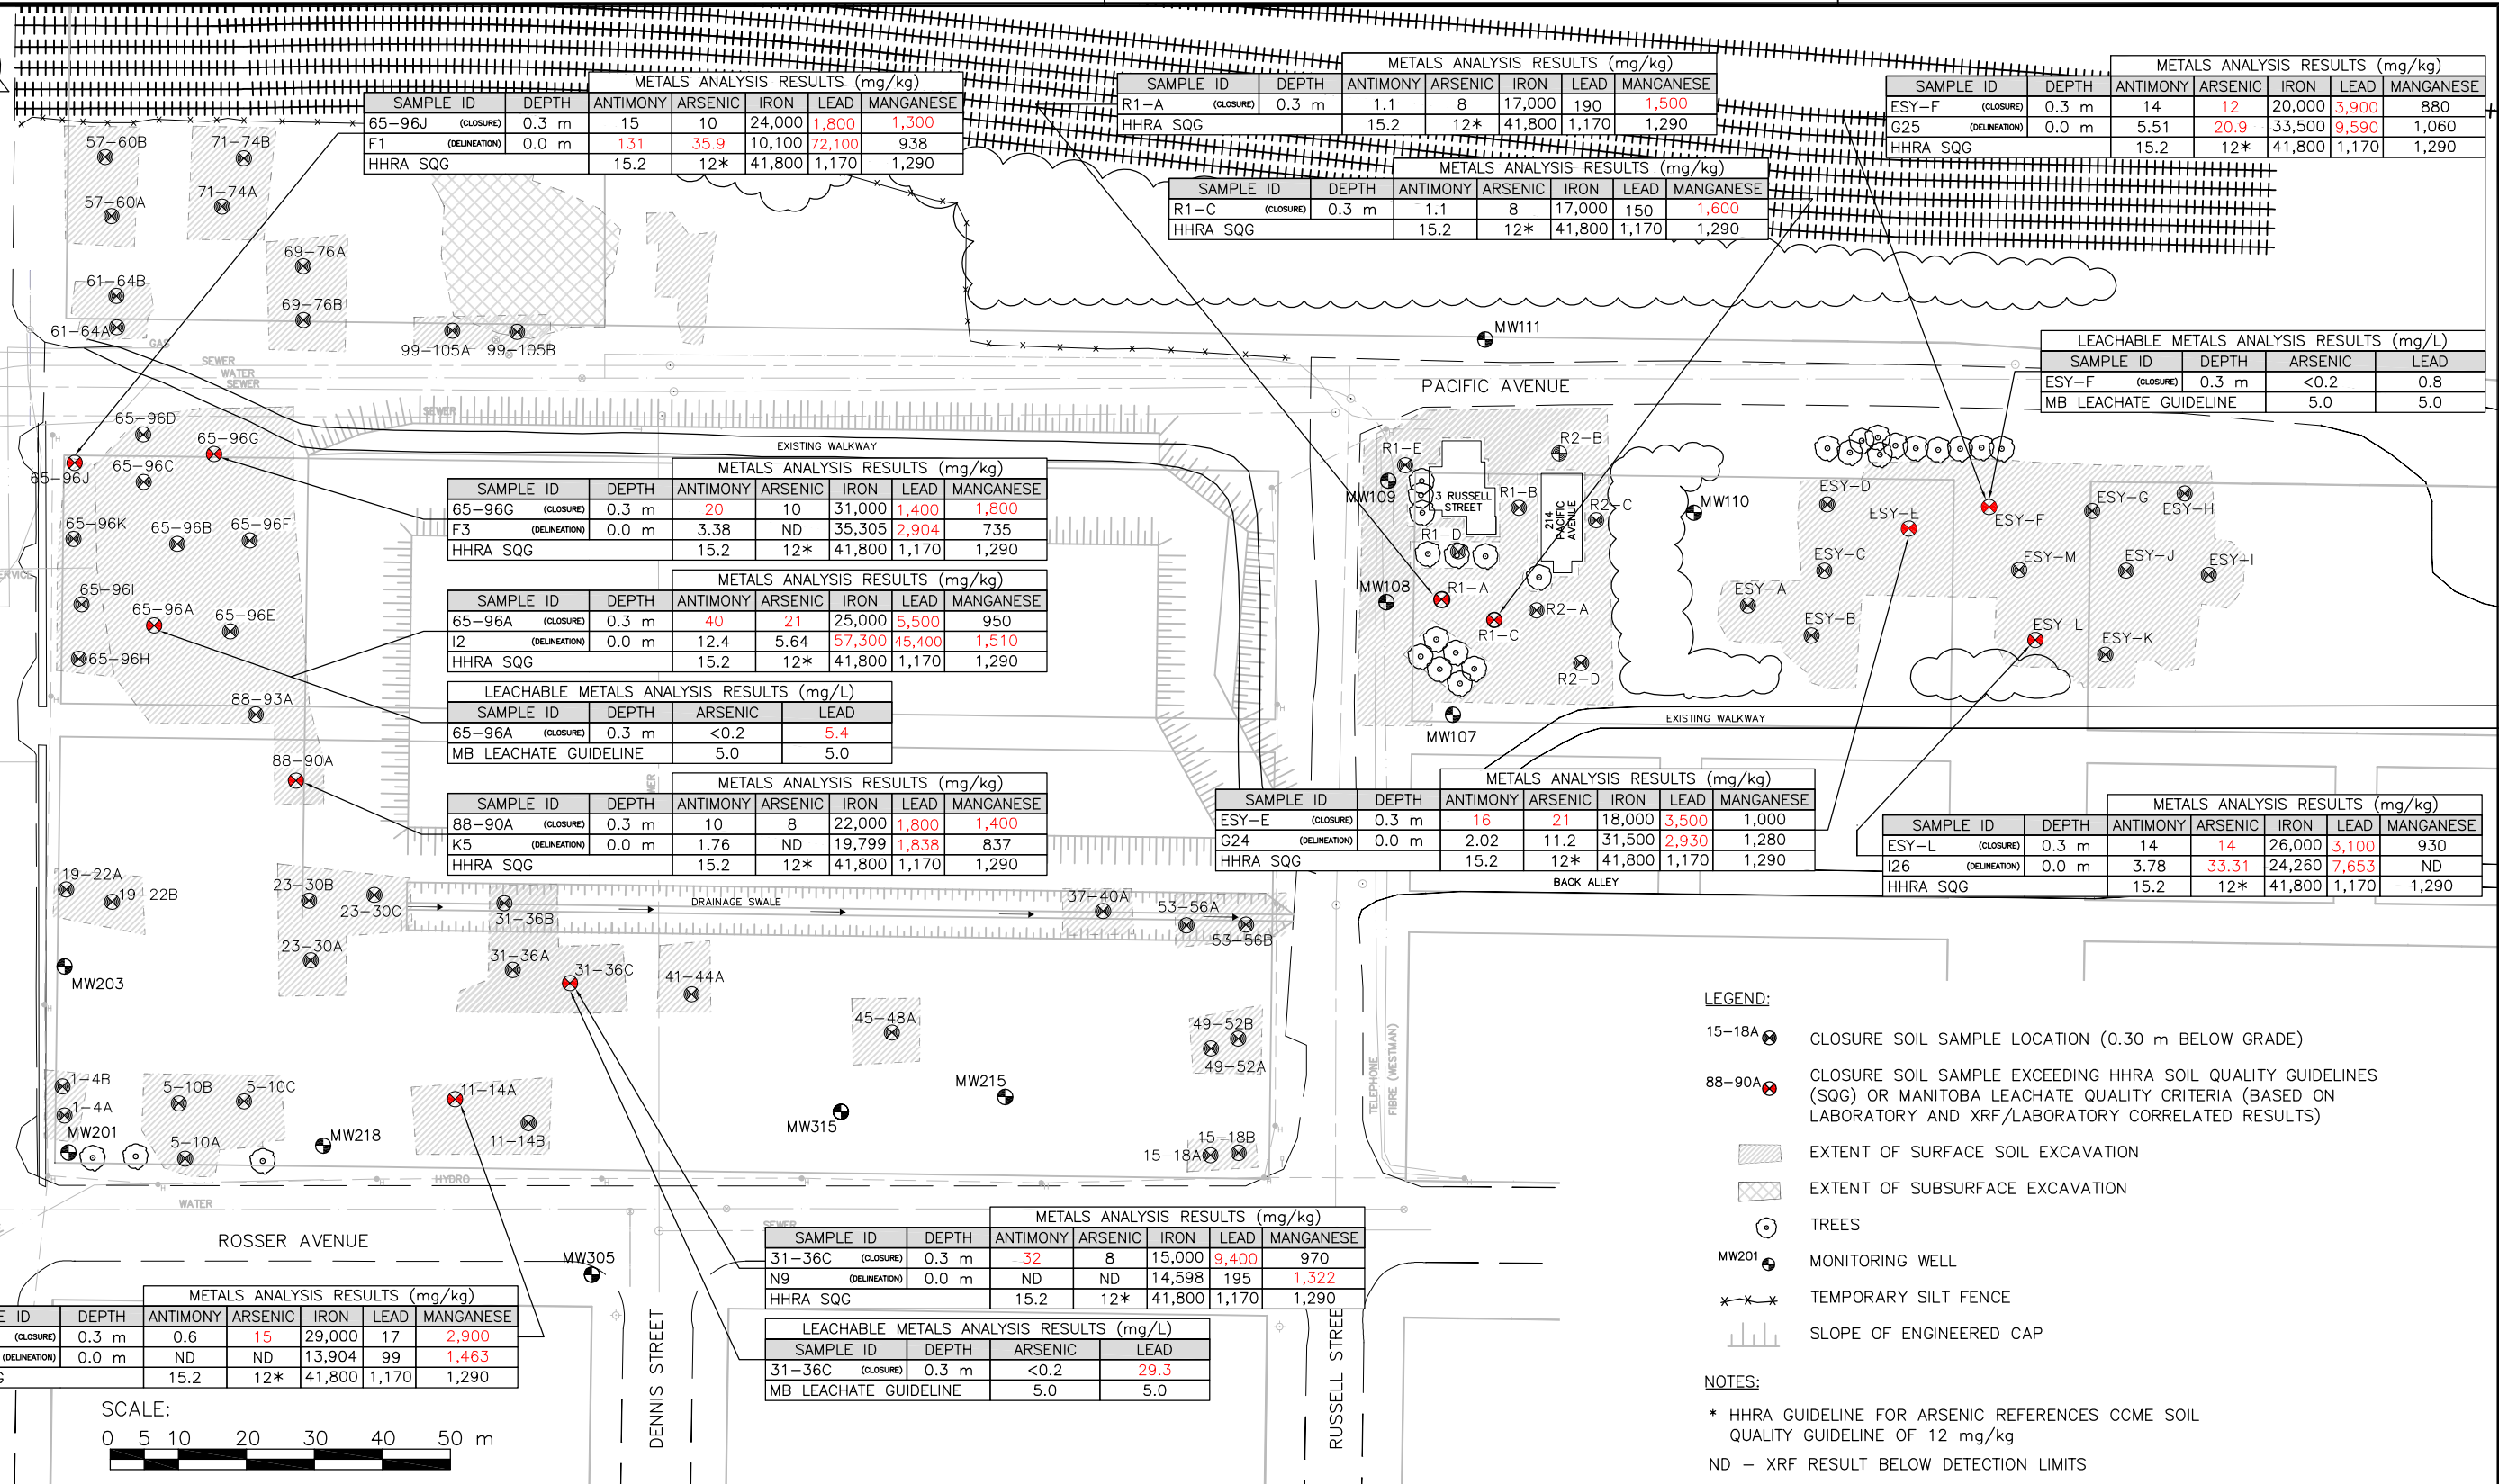 METALS ANALYSIS RESULTS (mg/kg)
SAMPLE ID DEPTH ANTIMONY ARSENIC IRON LEAD MANGANESE
65-96J (CLOSURE) 0.3 m 15 10 24,000 1,800 1,300
F1 (DELINEATION) 0.0 m 131 35.9 10,100 72,100 938
HHRA SQG 15.2 12* 41,800 1,170 1,290
METALS ANALYSIS RESULTS (mg/kg)
SAMPLE ID DEPTH ANTIMONY ARSENIC IRON LEAD MANGANESE
R1-A (CLOSURE) 0.3 m 1.1 8 17,000 190 1,500
HHRA SQG 15.2 12* 41,800 1,170 1,290
METALS ANALYSIS RESULTS (mg/kg)
SAMPLE ID DEPTH ANTIMONY ARSENIC IRON LEAD MANGANESE
ESY-F (CLOSURE) 0.3 m 14 12 20,000 3,900 880
G25 (DELINEATION) 0.0 m 5.51 20.9 33,500 9,590 1,060
HHRA SQG 15.2 12* 41,800 1,170 1,290
METALS ANALYSIS RESULTS (mg/kg)
SAMPLE ID DEPTH ANTIMONY ARSENIC IRON LEAD MANGANESE
R1-C (CLOSURE) 0.3 m 1.1 8 17,000 150 1,600
HHRA SQG 15.2 12* 41,800 1,170 1,290
57-60B
71-74B
57-60A
71-74A
69-76A
61-64B
69-76B
61-64A
99-105A
99-105B
GAS
SEWER
WATER
SEWER
MW111
PACIFIC AVENUE
LEACHABLE METALS ANALYSIS RESULTS (mg/L)
SAMPLE ID DEPTH ARSENIC LEAD
ESY-F (CLOSURE) 0.3 m <0.2 0.8
MB LEACHATE GUIDELINE 5.0 5.0
SEWER
EXISTING WALKWAY
65-96D
65-96G
65-96C
65-96J
65-96K
65-96B
65-96F
SERVICE
65-96I
65-96A
65-96E
65-96H
88-93A
88-90A
METALS ANALYSIS RESULTS (mg/kg)
SAMPLE ID DEPTH ANTIMONY ARSENIC IRON LEAD MANGANESE
65-96G (CLOSURE) 0.3 m 20 10 31,000 1,400 1,800
F3 (DELINEATION) 0.0 m 3.38 ND 35,305 2,904 735
HHRA SQG 15.2 12* 41,800 1,170 1,290
METALS ANALYSIS RESULTS (mg/kg)
SAMPLE ID DEPTH ANTIMONY ARSENIC IRON LEAD MANGANESE
65-96A (CLOSURE) 0.3 m 40 21 25,000 5,500 950
I2 (DELINEATION) 0.0 m 12.4 5.64 57,300 45,400 1,510
HHRA SQG 15.2 12* 41,800 1,170 1,290
LEACHABLE METALS ANALYSIS RESULTS (mg/L)
SAMPLE ID DEPTH ARSENIC LEAD
65-96A (CLOSURE) 0.3 m <0.2 5.4
MB LEACHATE GUIDELINE 5.0 5.0
METALS ANALYSIS RESULTS (mg/kg)
SAMPLE ID DEPTH ANTIMONY ARSENIC IRON LEAD MANGANESE
88-90A (CLOSURE) 0.3 m 10 8 22,000 1,800 1,400
K5 (DELINEATION) 0.0 m 1.76 ND 19,799 1,838 837
HHRA SQG 15.2 12* 41,800 1,170 1,290
R1-E
R2-B
MW109
3 RUSSELL
STREET
R1-B
214
PACIFIC
AVENUE
R2-C
MW110
R1-D
MW108
R1-A
R2-A
R1-C
R2-D
MW107
ESY-D
ESY-E
ESY-F
ESY-G
ESY-H
ESY-C
ESY-M
ESY-J
ESY-I
ESY-A
ESY-B
ESY-L
ESY-K
EXISTING WALKWAY
METALS ANALYSIS RESULTS (mg/kg)
SAMPLE ID DEPTH ANTIMONY ARSENIC IRON LEAD MANGANESE
ESY-E (CLOSURE) 0.3 m 16 21 18,000 3,500 1,000
G24 (DELINEATION) 0.0 m 2.02 11.2 31,500 2,930 1,280
HHRA SQG 15.2 12* 41,800 1,170 1,290
BACK ALLEY
METALS ANALYSIS RESULTS (mg/kg)
SAMPLE ID DEPTH ANTIMONY ARSENIC IRON LEAD MANGANESE
ESY-L (CLOSURE) 0.3 m 14 14 26,000 3,100 930
I26 (DELINEATION) 0.0 m 3.78 33.31 24,260 7,653 ND
HHRA SQG 15.2 12* 41,800 1,170 1,290
19-22A
19-22B
23-30B
23-30C
31-36B
DRAINAGE SWALE
37-40A
53-56A
53-56B
23-30A
MW203
31-36A
31-36C
41-44A
45-48A
49-52B
49-52A
1-4B
1-4A
5-10B
5-10C
11-14A
11-14B
MW201
5-10A
MW218
MW315
MW215
15-18B
15-18A
TELEPHONE
FIBRE (WESTMAN)
HYDRO
WATER
SEWER
ROSSER AVENUE
MW305
DENNIS STREET
RUSSELL STREE
METALS ANALYSIS RESULTS (mg/kg)
E ID DEPTH ANTIMONY ARSENIC IRON LEAD MANGANESE
(CLOSURE) 0.3 m 0.6 15 29,000 17 2,900
(DELINEATION) 0.0 m ND ND 13,904 99 1,463
G 15.2 12* 41,800 1,170 1,290
METALS ANALYSIS RESULTS (mg/kg)
SAMPLE ID DEPTH ANTIMONY ARSENIC IRON LEAD MANGANESE
31-36C (CLOSURE) 0.3 m 32 8 15,000 9,400 970
N9 (DELINEATION) 0.0 m ND ND 14,598 195 1,322
HHRA SQG 15.2 12* 41,800 1,170 1,290
LEACHABLE METALS ANALYSIS RESULTS (mg/L)
SAMPLE ID DEPTH ARSENIC LEAD
31-36C (CLOSURE) 0.3 m <0.2 29.3
MB LEACHATE GUIDELINE 5.0 5.0
SCALE:
0 5 10 20 30 40 50 m
LEGEND:
15-18A CLOSURE SOIL SAMPLE LOCATION (0.30 m BELOW GRADE)
88-90A CLOSURE SOIL SAMPLE EXCEEDING HHRA SOIL QUALITY GUIDELINES
(SQG) OR MANITOBA LEACHATE QUALITY CRITERIA (BASED ON
LABORATORY AND XRF/LABORATORY CORRELATED RESULTS)
EXTENT OF SURFACE SOIL EXCAVATION
EXTENT OF SUBSURFACE EXCAVATION
TREES
MW201 MONITORING WELL
TEMPORARY SILT FENCE
SLOPE OF ENGINEERED CAP
NOTES:
* HHRA GUIDELINE FOR ARSENIC REFERENCES CCME SOIL
QUALITY GUIDELINE OF 12 mg/kg
ND - XRF RESULT BELOW DETECTION LIMITS